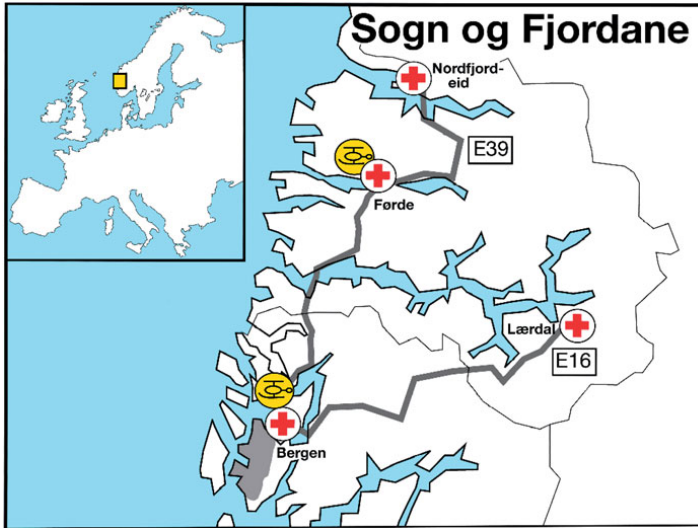 Sogn og Fjordane
Nordfjord-
eid
E39
Førde
Lærdal
E16
Bergen